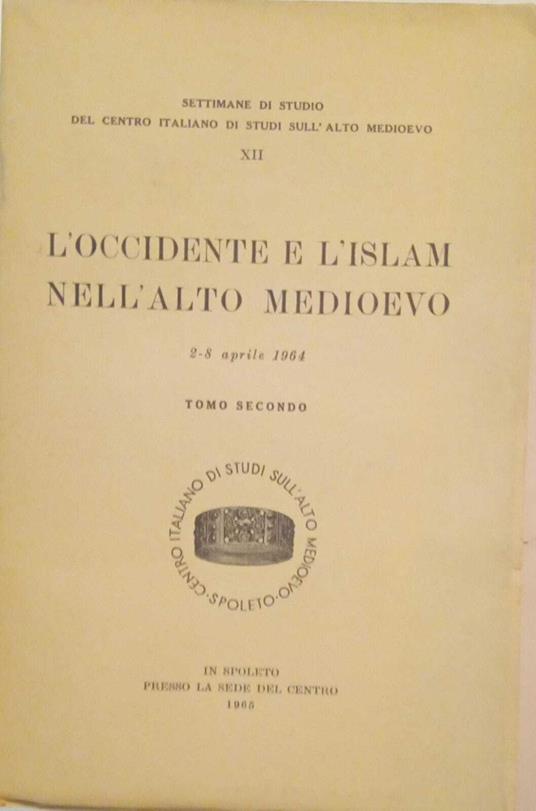 SETTIMANE DI STUDIO
DEL CENTRO ITALIANO DI STUDI SULL'ALTO MEDIOEVO
XII
L'OCCIDENTE E L'ISLAM
NELL'ALTO MEDIOEVO
2-8 aprile 1964
TOMO SECONDO
CENTRO ITALIANO DI STUDI SULL'ALTO MEDIOEVO · SPOLETO ·
IN SPOLETO
PRESSO LA SEDE DEL CENTRO
1965